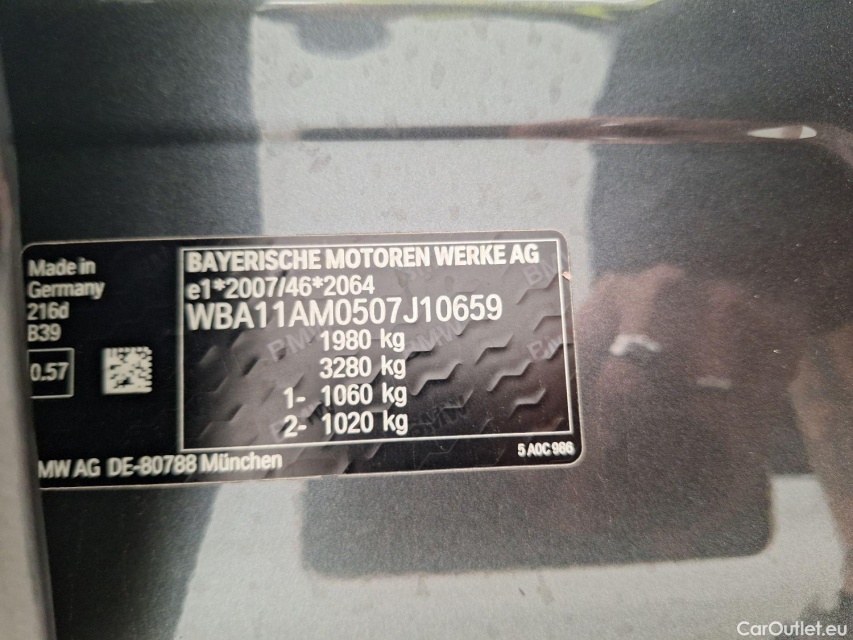 Made in
Germany
216d
B39
0.57
BAYERISCHE MOTOREN WERKE AG
e1*2007/46*2064
WBA11AM0507J10659
1980 kg
3280 kg
1- 1060 kg
2- 1020 kg
MW AG DE-80788 München
5 A0C 986
CarOutlet.eu